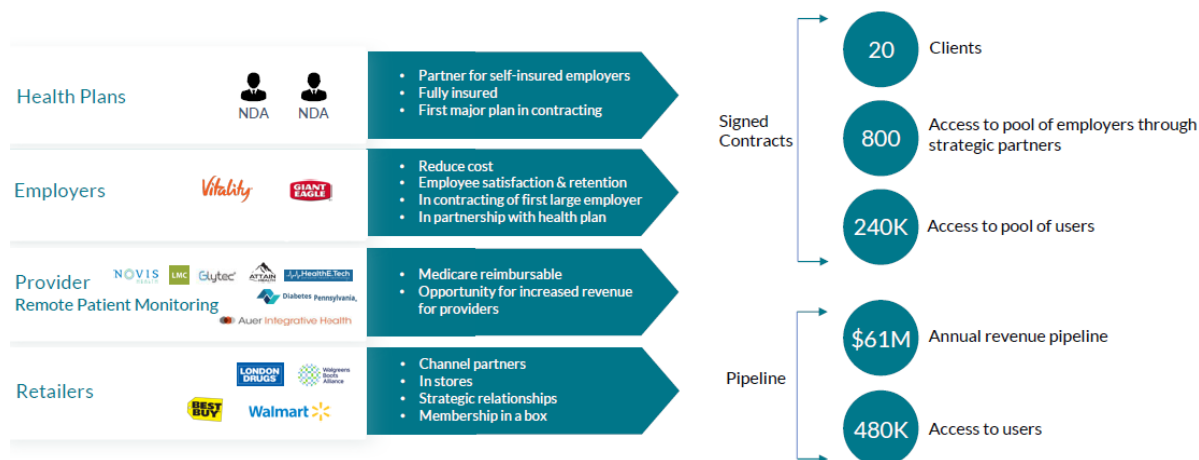 Health Plans
NDA
NDA
• Partner for self-insured employers
• Fully insured
• First major plan in contracting
Employers
Vitality
GIANT
EAGLE
• Reduce cost
• Employee satisfaction & retention
• In contracting of first large employer
• In partnership with health plan
Provider
Remote Patient Monitoring
NOVIS
HEALTH
LMC
Glytec
ATTAIN
HEALTH
HealthE.Tech
Diabetes Pennsylvania,
Auer Integrative Health
• Medicare reimbursable
• Opportunity for increased revenue
for providers
Retailers
LONDON
DRUGS
Walgreens
Boots
Alliance
BEST
BUY
Walmart
• Channel partners
• In stores
• Strategic relationships
• Membership in a box
Signed
Contracts
20
Clients
800
Access to pool of employers through
strategic partners
240K
Access to pool of users
Pipeline
$61M
Annual revenue pipeline
480K
Access to users